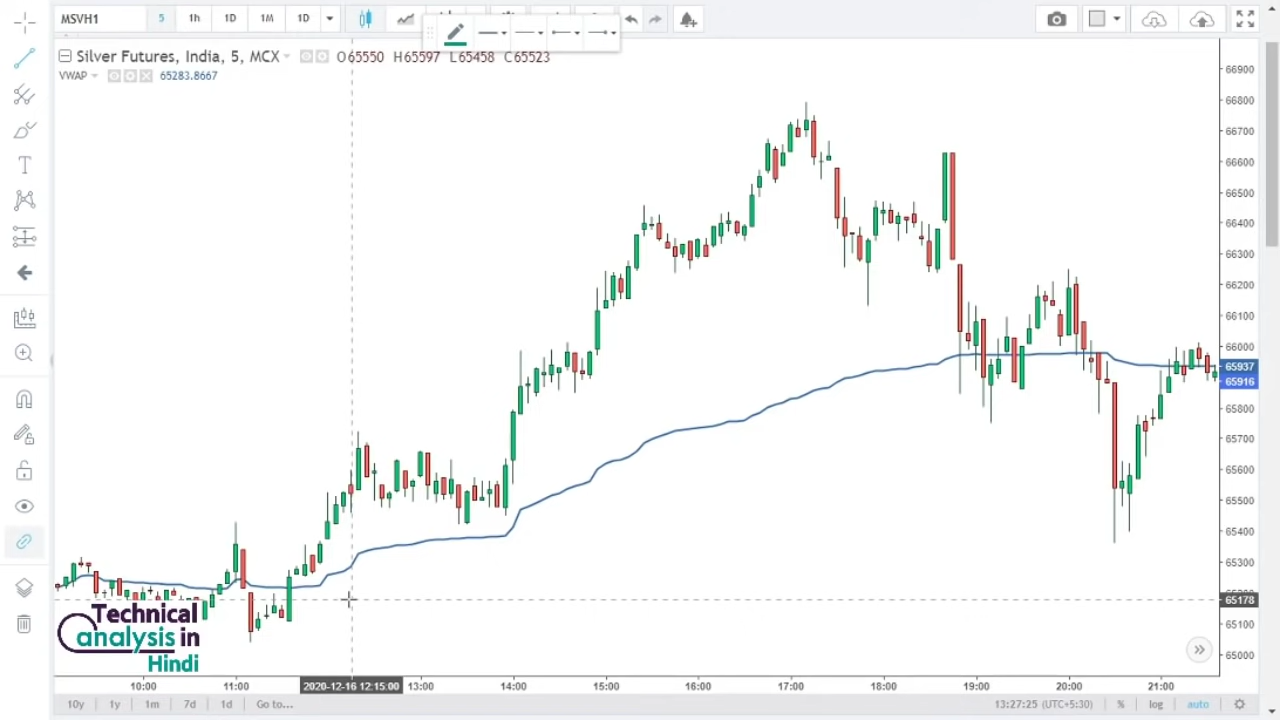 MSVH1 5 1h 1D 1M 1D
Silver Futures, India, 5, MCX O65550 H65597 L65458 C65523
VWAP 65283.8667
66900
66800
66700
66600
66500
66400
66300
66200
66100
66000
65937
65916
65800
65700
65600
65500
65400
65300
65178
65100
65000
Technical
analysis in
Hindi
10:00 11:00 2020-12-16 12:15:00 13:00 14:00 15:00 16:00 17:00 18:00 19:00 20:00 21:00
10y 1y 1m 7d 1d Go to... 13:27:25 (UTC+5:30) % log auto